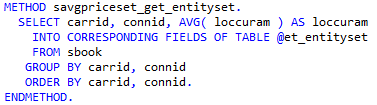 METHOD savgpriceset_get_entityset.
SELECT carrid, connid, AVG( loccuram ) AS loccuram
INTO CORRESPONDING FIELDS OF TABLE @et_entityset
FROM sbook
GROUP BY carrid, connid
ORDER BY carrid, connid.
ENDMETHOD.